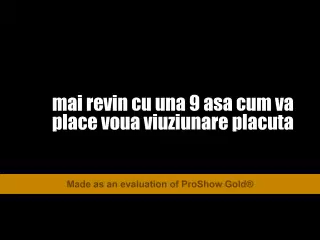 mai revin cu una 9 asa cum va
place voua viuziunare placuta
Made as an evaluation of ProShow Gold®